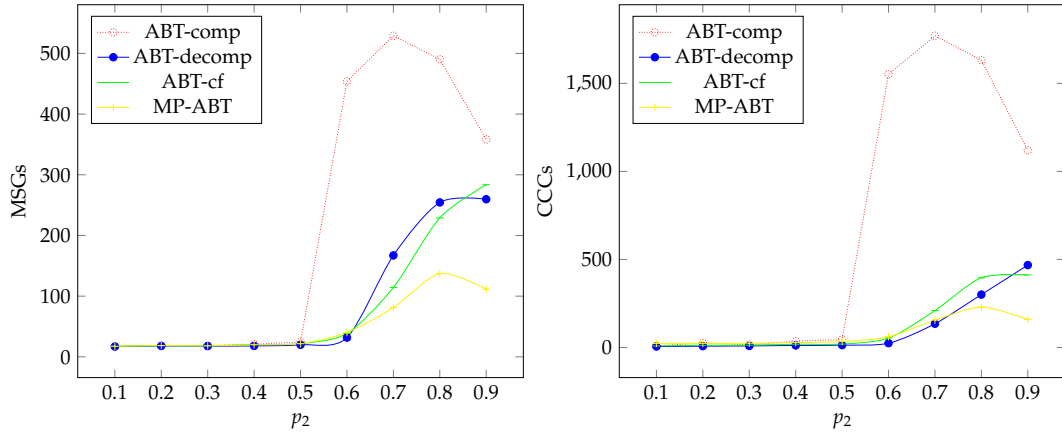 ABT-comp
ABT-decomp
ABT-cf
MP-ABT
500
400
300
200
100
0
MSGs
0.1 0.2 0.3 0.4 0.5 0.6 0.7 0.8 0.9
p2
ABT-comp
ABT-decomp
ABT-cf
MP-ABT
1,500
1,000
500
0
CCCs
0.1 0.2 0.3 0.4 0.5 0.6 0.7 0.8 0.9
p2